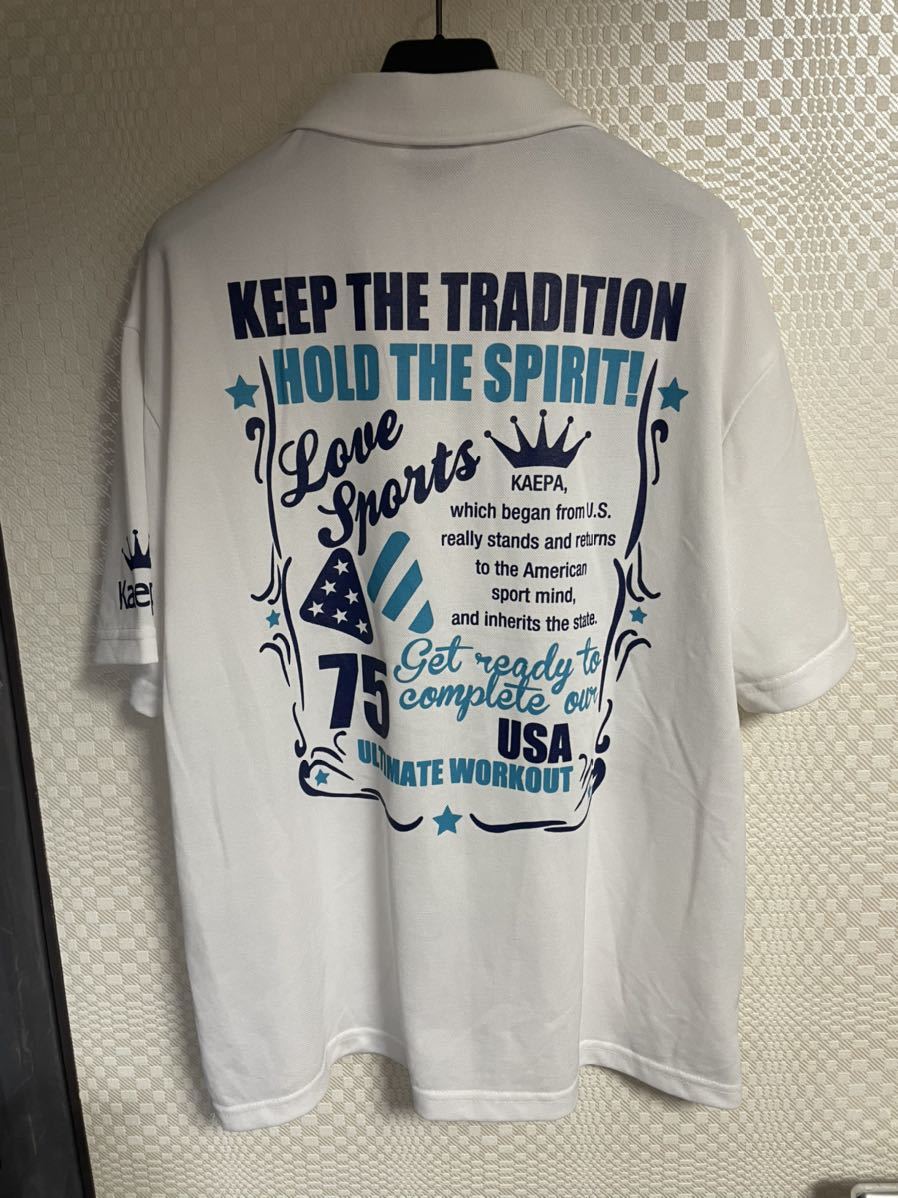 KEEP THE TRADITION
HOLD THE SPIRIT!
Love
Sports
KAEPA,
which began from U.S.
really stands and returns
to the American
sport mind,
and inherits the state.
Kaep
75
Get ready to
complete our
USA
ULTIMATE WORKOUT